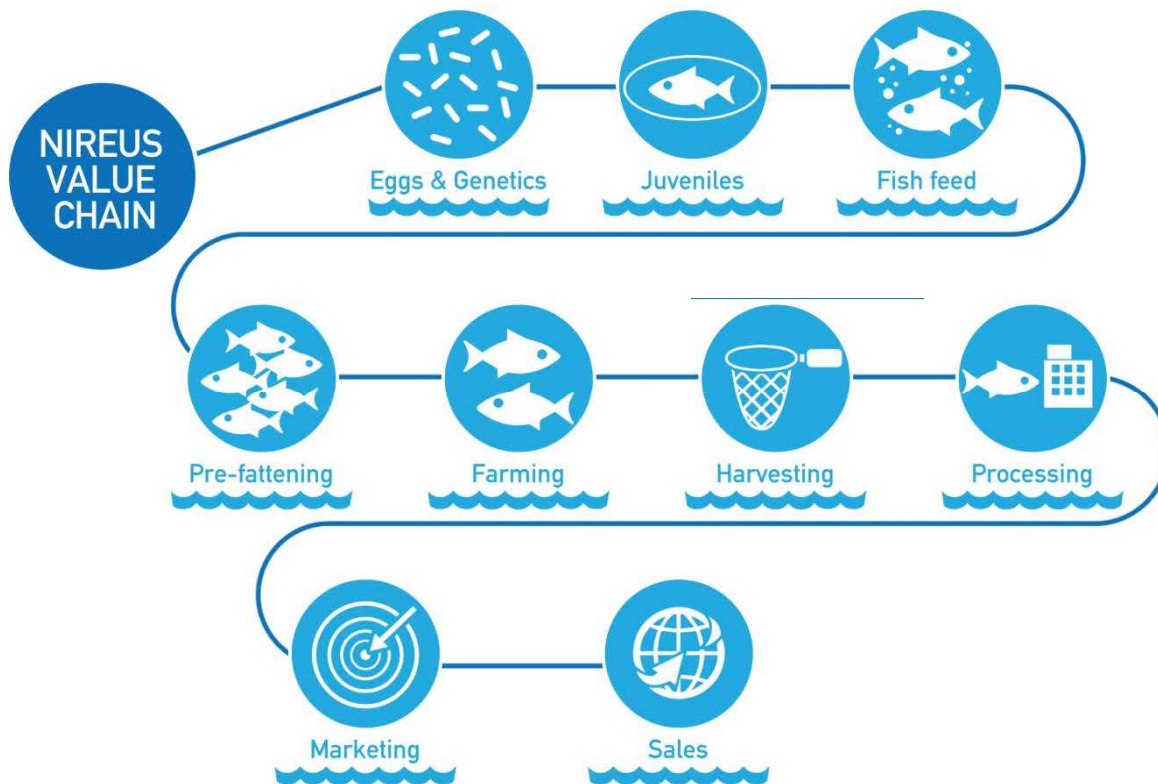 NIREUS
VALUE
CHAIN
Eggs & Genetics
Juveniles
Fish feed
Pre-fattening
Farming
Harvesting
Processing
Marketing
Sales